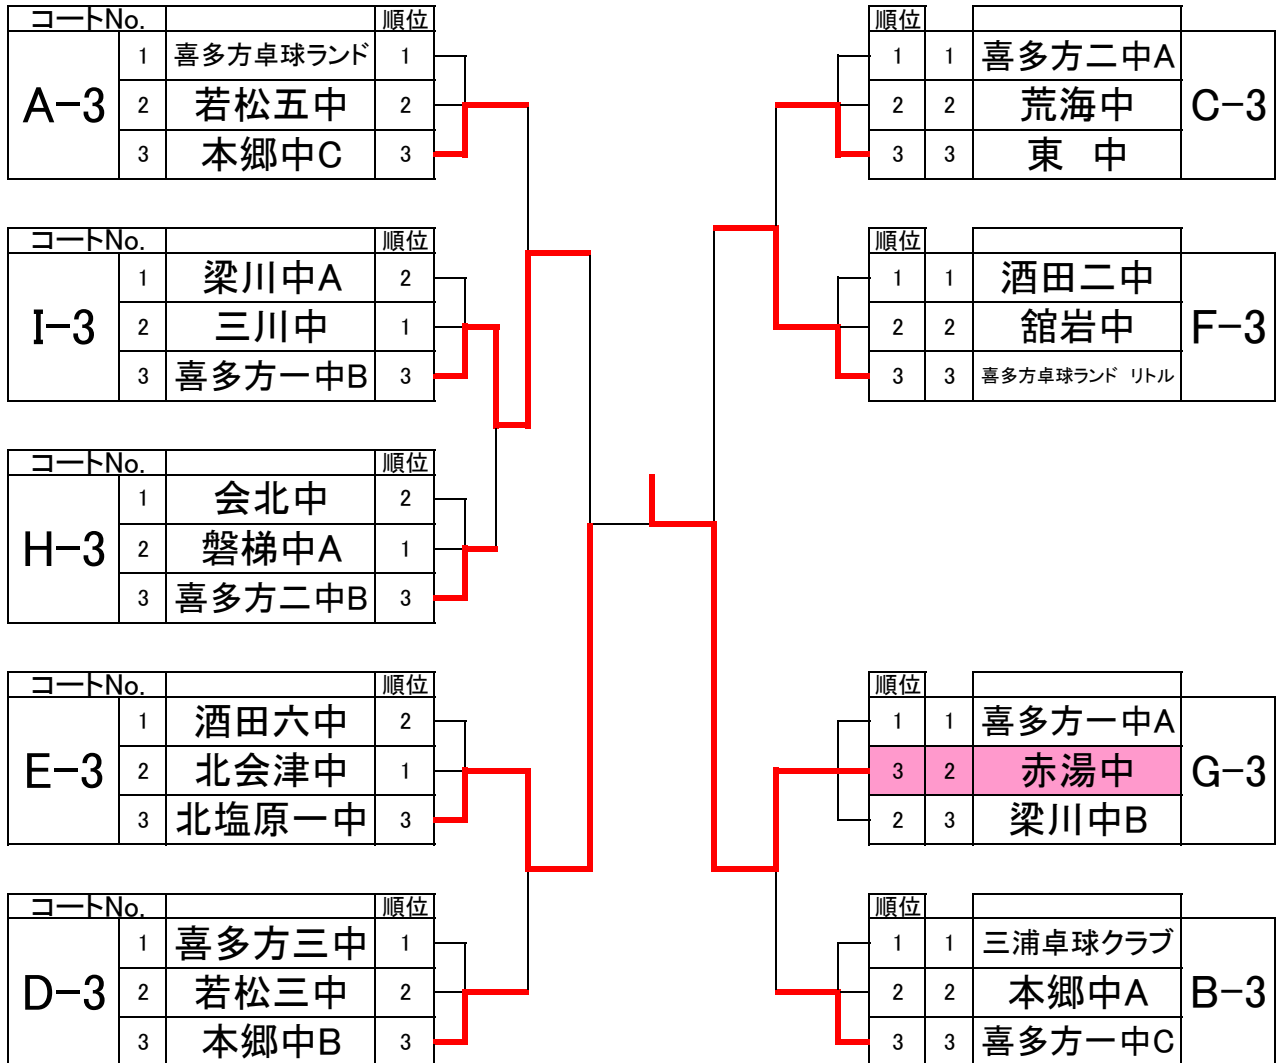 コートNo. 順位
A-3
1 喜多方卓球ランド 1
2 若松五中 2
3 本郷中C 3
コートNo. 順位
I-3
1 梁川中A 2
2 三川中 1
3 喜多方一中B 3
コートNo. 順位
H-3
1 会北中 2
2 磐梯中A 1
3 喜多方二中B 3
コートNo. 順位
E-3
1 酒田六中 2
2 北会津中 1
3 北塩原一中 3
コートNo. 順位
D-3
1 喜多方三中 1
2 若松三中 2
3 本郷中B 3
順位
1 1 喜多方二中A
2 2 荒海中
3 3 東 中
C-3
順位
1 1 酒田二中
2 2 舘岩中
3 3 喜多方卓球ランド リトル
F-3
順位
1 1 喜多方一中A
3 2 赤湯中
2 3 梁川中B
G-3
順位
1 1 三浦卓球クラブ
2 2 本郷中A
3 3 喜多方一中C
B-3